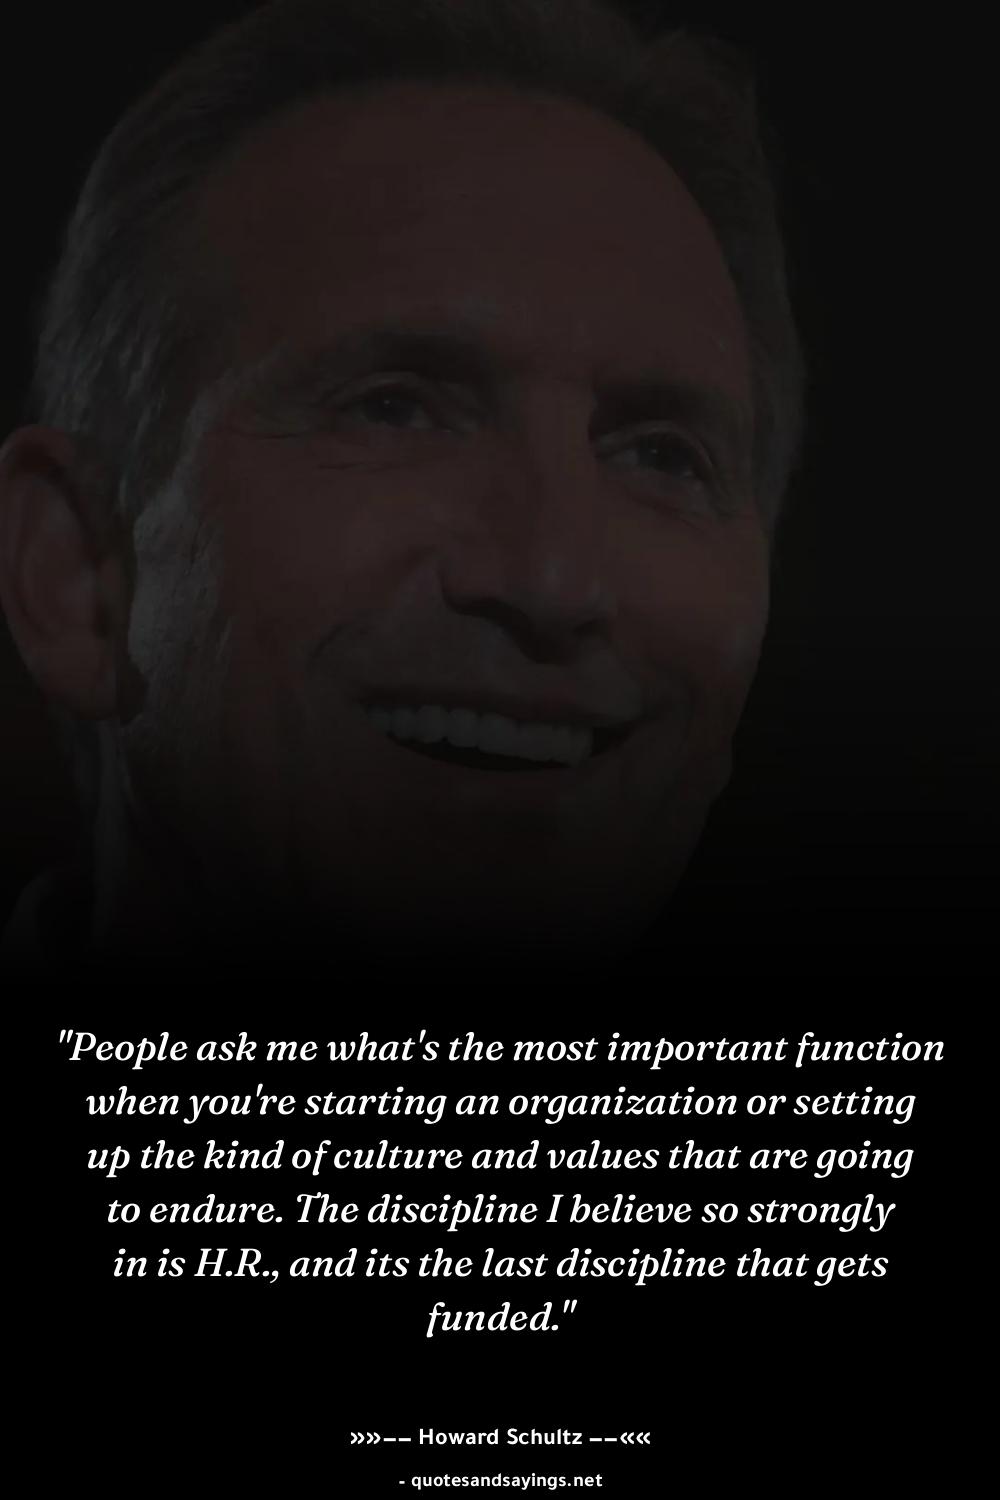 "People ask me what's the most important function
when you're starting an organization or setting
up the kind of culture and values that are going
to endure. The discipline I believe so strongly
in is H.R., and its the last discipline that gets
funded."
»»−− Howard Schultz −−««
- quotesandsayings.net